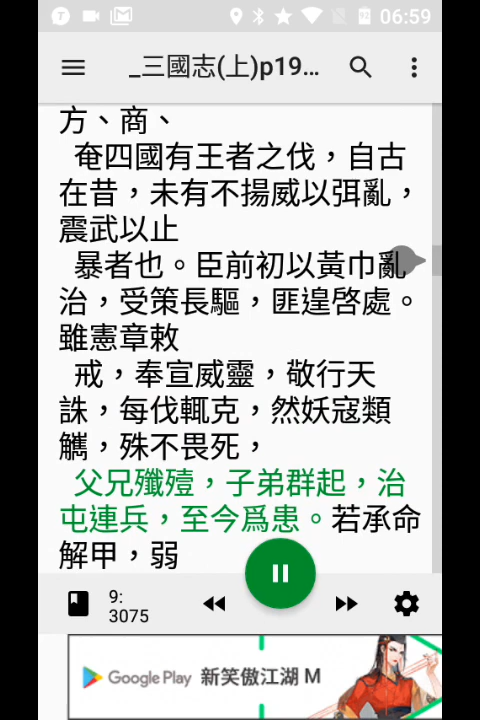 06:59
_三國志(上)p19...
方、商、
奄四國有王者之伐，自古
在昔，未有不揚威以弭亂，
震武以止
暴者也。臣前初以黃巾亂
治，受策長驅，匪遑啓處。
雖憲章敕
戒，奉宣威靈，敬行天
誅，每伐輒克，然妖寇類
觽，殊不畏死，
父兄殲殪，子弟群起，治
屯連兵，至今爲患。若承命
解甲，弱
9:
3075
Google Play 新笑傲江湖 M